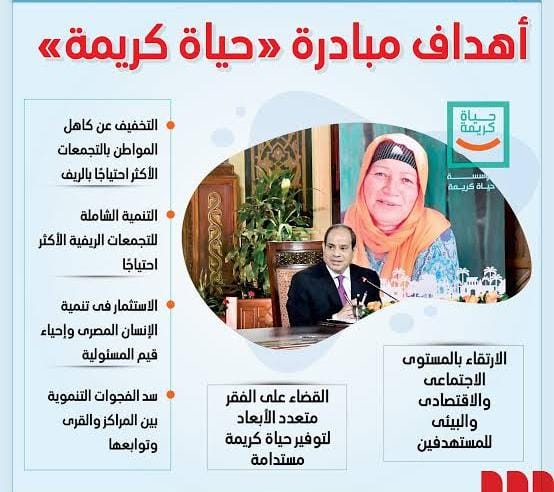 أهداف مبادرة «حياة كريمة»
حياة
كريمة
حياة كريمة
التخفيف عن كاهل
المواطن بالتجمعات
الأكثر احتياجًا بالريف
التنمية الشاملة
للتجمعات الريفية الأكثر
احتياجًا
الاستثمار فى تنمية
الإنسان المصرى وإحياء
قيم المسئولية
سد الفجوات التنموية
بين المراكز والقرى
وتوابعها
القضاء على الفقر
متعدد الأبعاد
لتوفير حياة كريمة
مستدامة
الارتقاء بالمستوى
الاجتماعى
والاقتصادى
والبيئى
للمستهدفين